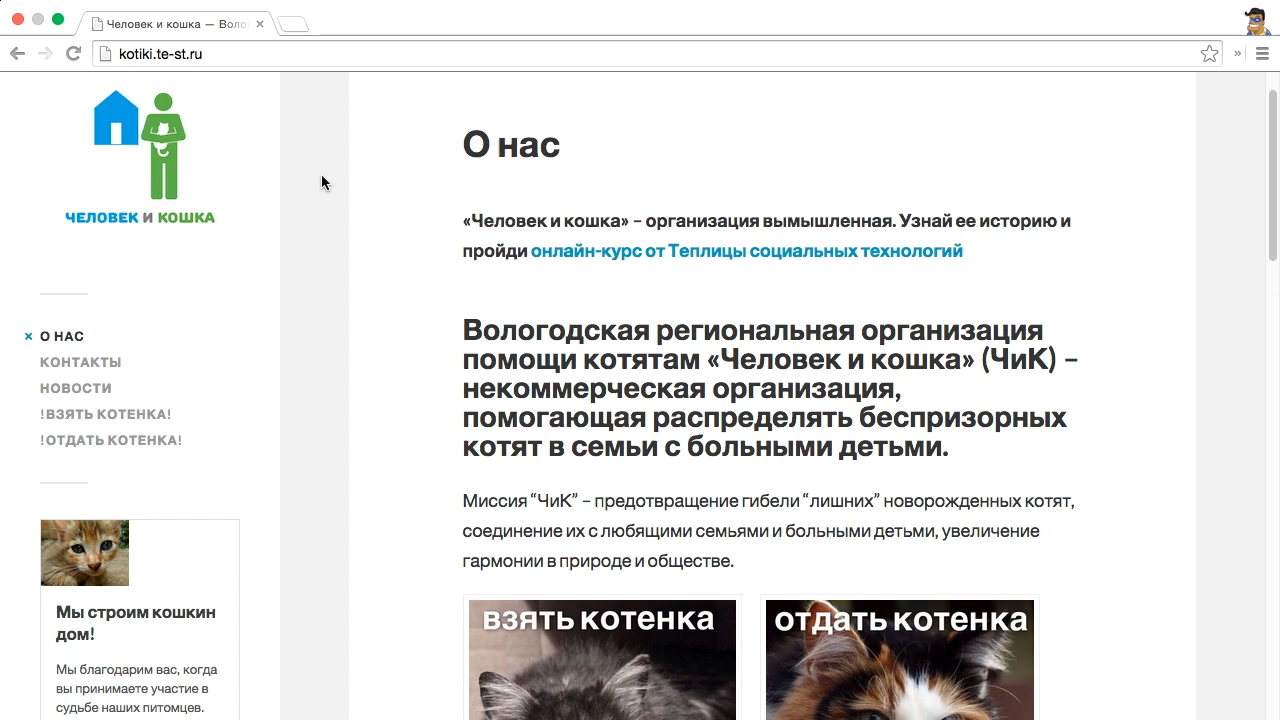 Человек и кошка — Воло
kotiki.te-st.ru
»
ЧЕЛОВЕК И КОШКА
О НАС
КОНТАКТЫ
НОВОСТИ
!ВЗЯТЬ КОТЕНКА!
!ОТДАТЬ КОТЕНКА!
Мы строим кошкин
дом!
Мы благодарим вас, когда
вы принимаете участие в
судьбе наших питомцев.
О нас
«Человек и кошка» – организация вымышленная. Узнай ее историю и
пройди онлайн-курс от Теплицы социальных технологий
Вологодская региональная организация
помощи котятам «Человек и кошка» (ЧиК) –
некоммерческая организация,
помогающая распределять беспризорных
котят в семьи с больными детьми.
Миссия “ЧиК” – предотвращение гибели “лишних” новорожденных котят,
соединение их с любящими семьями и больными детьми, увеличение
гармонии в природе и обществе.
взять котенка
отдать котенка